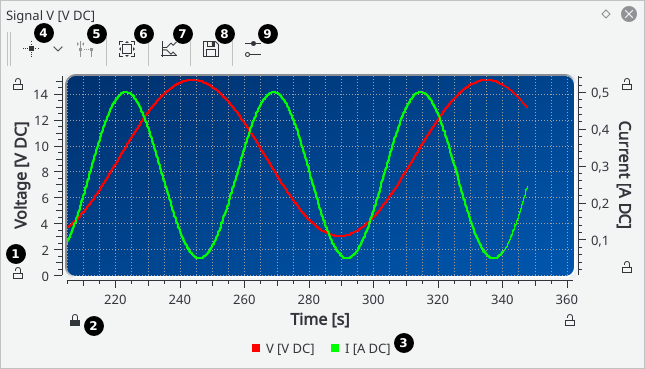 Signal V [V DC]
4 5 6 7 8 9
14
12
10
8
6
4
2
0
Voltage [V DC]
0,5
0,4
0,3
0,2
0,1
Current [A DC]
1
220 240 260 280 300 320 340 360
2
Time [s]
V [V DC] I [A DC] 3